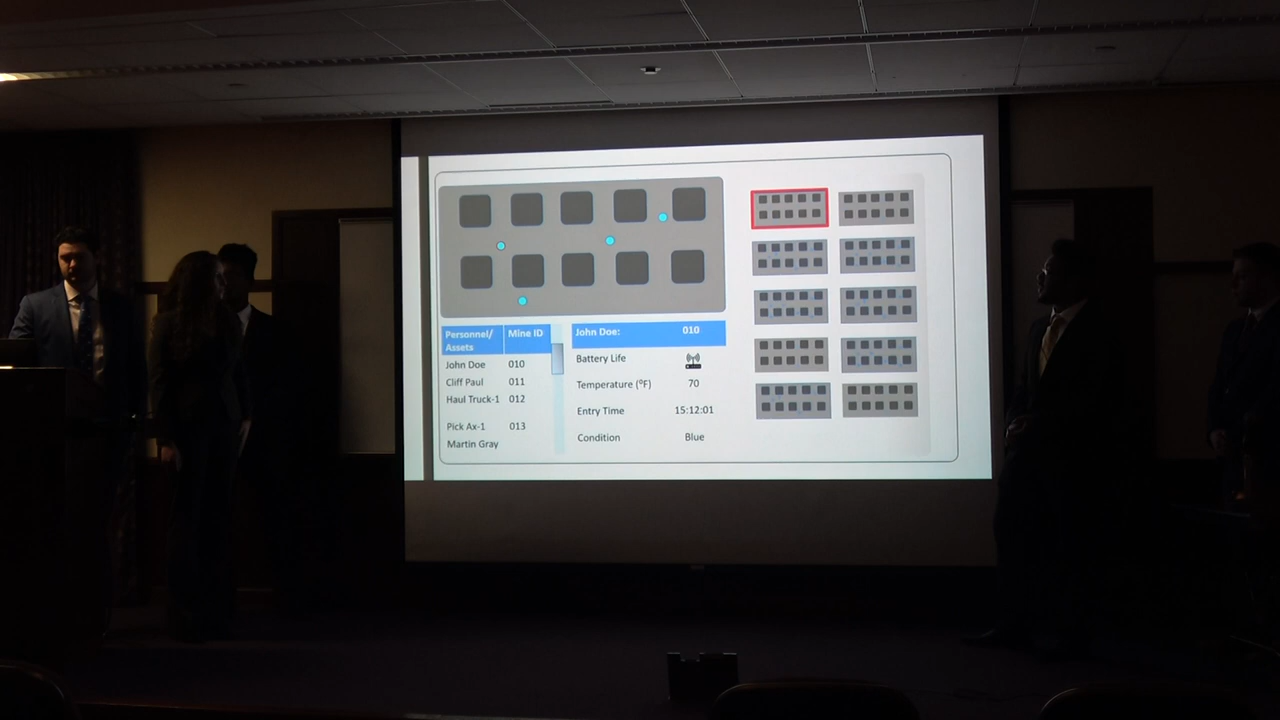 Personnel/ Mine ID
Assets
John Doe 010
Cliff Paul 011
Haul Truck-1 012
Pick Ax-1 013
Martin Gray
John Doe: 010
Battery Life
Temperature (°F) 70
Entry Time 15:12:01
Condition Blue